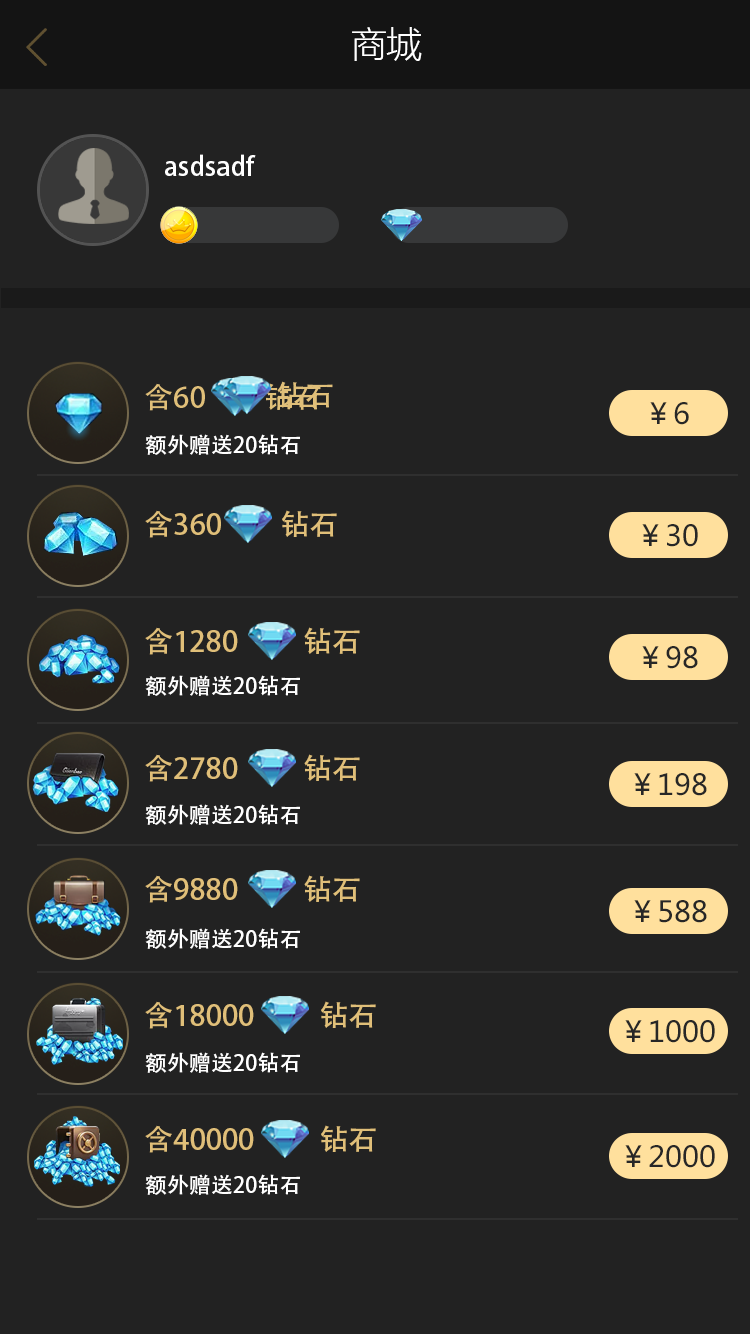 商城
asdsadf
含60 钻石
额外赠送20钻石
¥ 6
含360 钻石
¥ 30
含1280 钻石
额外赠送20钻石
¥ 98
含2780 钻石
额外赠送20钻石
¥ 198
含9880 钻石
额外赠送20钻石
¥ 588
含18000 钻石
额外赠送20钻石
¥ 1000
含40000 钻石
额外赠送20钻石
¥ 2000